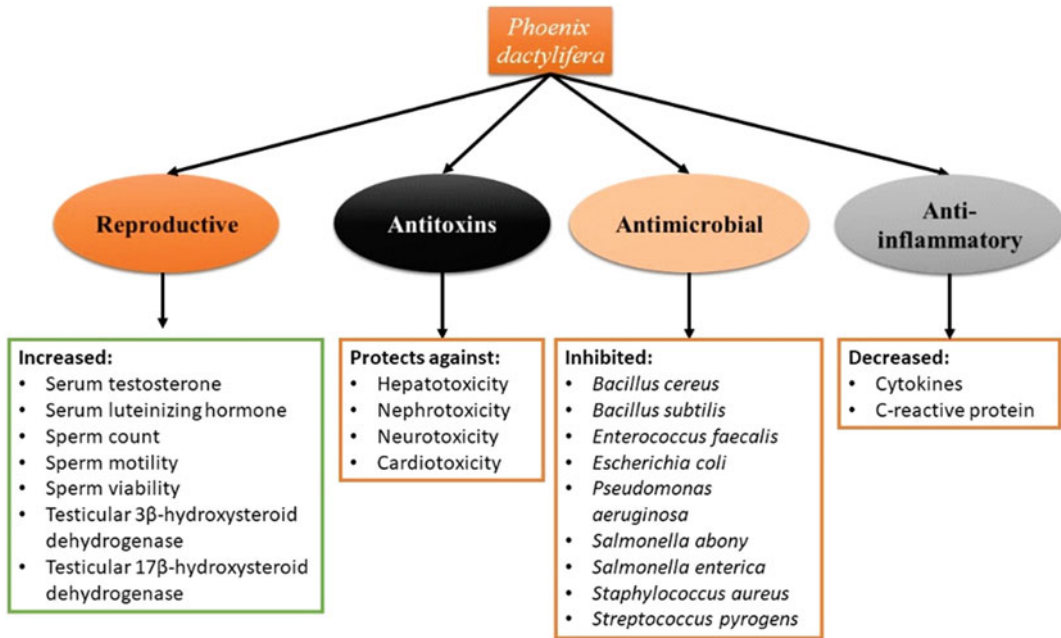 Phoenix
dactylifera
Reproductive
Antitoxins
Antimicrobial
Anti-
inflammatory
Increased:
• Serum testosterone
• Serum luteinizing hormone
• Sperm count
• Sperm motility
• Sperm viability
• Testicular 3β-hydroxysteroid
dehydrogenase
• Testicular 17β-hydroxysteroid
dehydrogenase
Protects against:
• Hepatotoxicity
• Nephrotoxicity
• Neurotoxicity
• Cardiotoxicity
Inhibited:
• Bacillus cereus
• Bacillus subtilis
• Enterococcus faecalis
• Escherichia coli
• Pseudomonas
aeruginosa
• Salmonella abony
• Salmonella enterica
• Staphylococcus aureus
• Streptococcus pyrogens
Decreased:
• Cytokines
• C-reactive protein